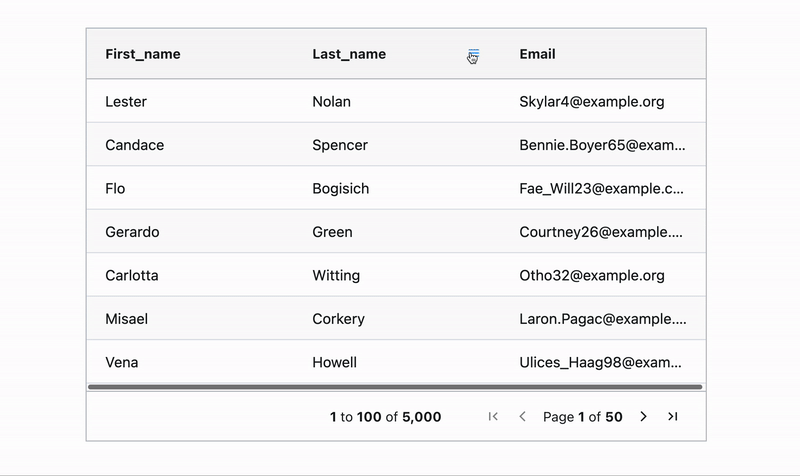 First_name Last_name Email
Lester Nolan Skylar4@example.org
Candace Spencer Bennie.Boyer65@exam...
Flo Bogisich Fae_Will23@example.c...
Gerardo Green Courtney26@example....
Carlotta Witting Otho32@example.org
Misael Corkery Laron.Pagac@example....
Vena Howell Ulices_Haag98@exam...
1 to 100 of 5,000 Page 1 of 50